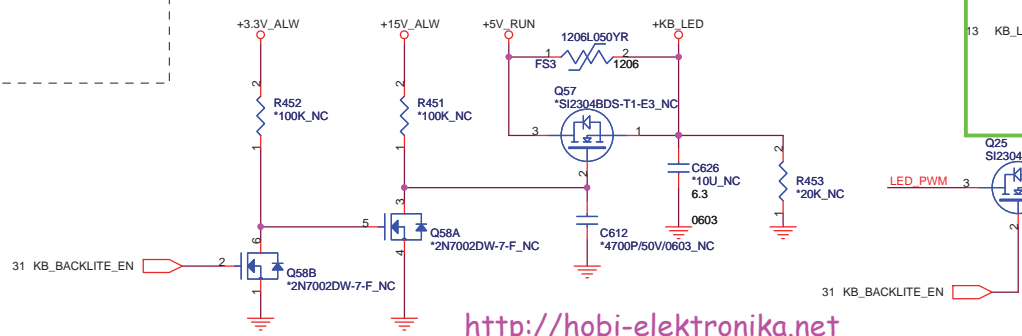 +3.3V_ALW
+15V_ALW
+5V_RUN
+KB_LED
13 KB_L
1206L050YR
1 2
FS3 1206
2
R452
*100K_NC
1
2
R451
*100K_NC
1
Q57
*SI2304BDS-T1-E3_NC
3 1
2
C626
*10U_NC
6.3
0603
2
R453
*20K_NC
1
Q25
SI2304
LED_PWM 3
2
3
5
Q58A
*2N7002DW-7-F_NC
4
C612
*4700P/50V/0603_NC
6
31 KB_BACKLITE_EN 2
Q58B
*2N7002DW-7-F_NC
1
31 KB_BACKLITE_EN
http://hobi-elektronika.net